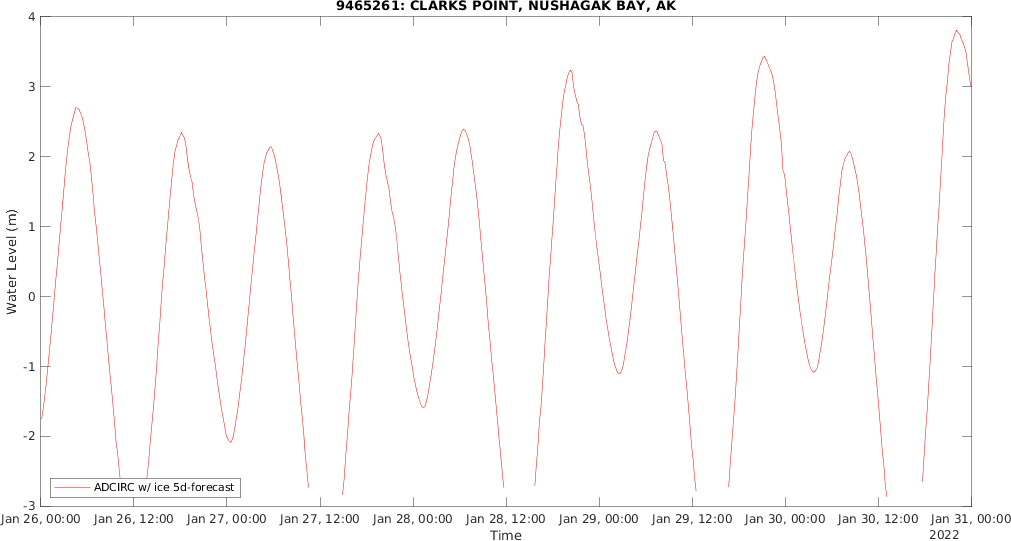 9465261: CLARKS POINT, NUSHAGAK BAY, AK
4
3
2
1
0
-1
-2
-3
Water Level (m)
ADCIRC w/ ice 5d-forecast
Jan 26, 00:00 Jan 26, 12:00 Jan 27, 00:00 Jan 27, 12:00 Jan 28, 00:00 Jan 28, 12:00 Jan 29, 00:00 Jan 29, 12:00 Jan 30, 00:00 Jan 30, 12:00 Jan 31, 00:00
Time
2022